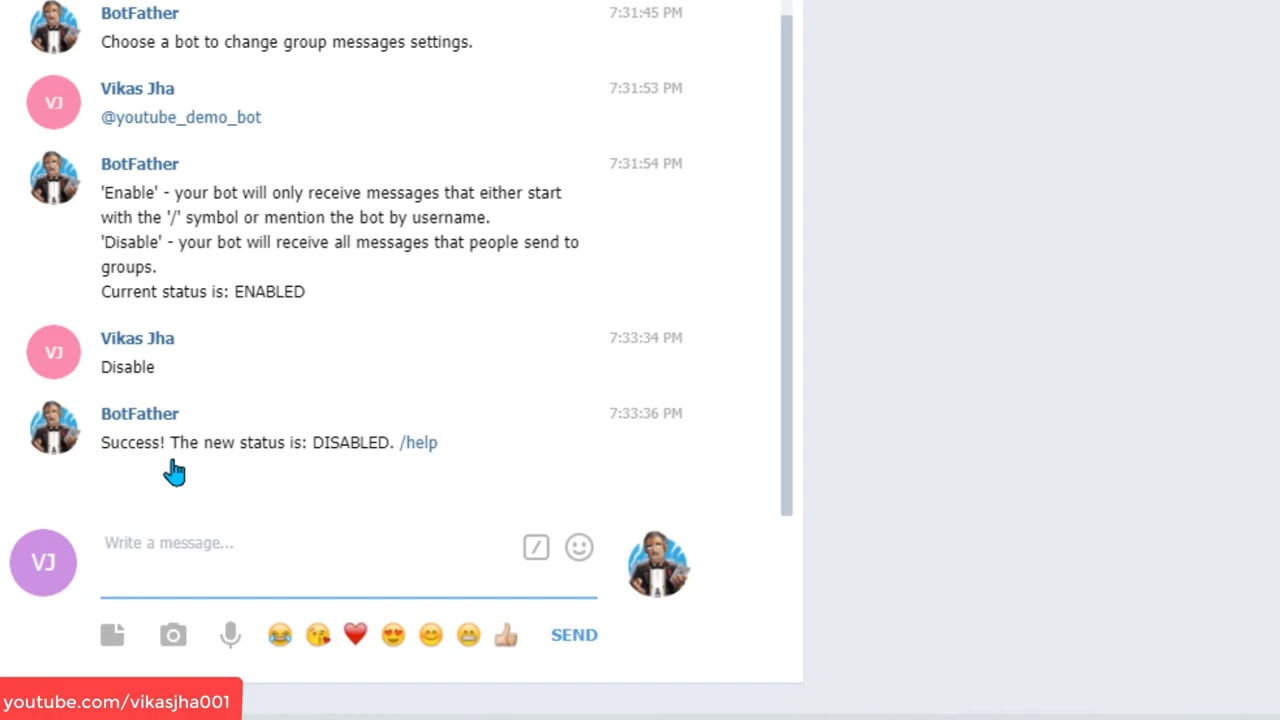 BotFather 7:31:45 PM
Choose a bot to change group messages settings.
VJ Vikas Jha 7:31:53 PM
@youtube_demo_bot
BotFather 7:31:54 PM
'Enable' - your bot will only receive messages that either start
with the '/' symbol or mention the bot by username.
'Disable' - your bot will receive all messages that people send to
groups.
Current status is: ENABLED
VJ Vikas Jha 7:33:34 PM
Disable
BotFather 7:33:36 PM
Success! The new status is: DISABLED. /help
VJ Write a message...
SEND
youtube.com/vikasjha001